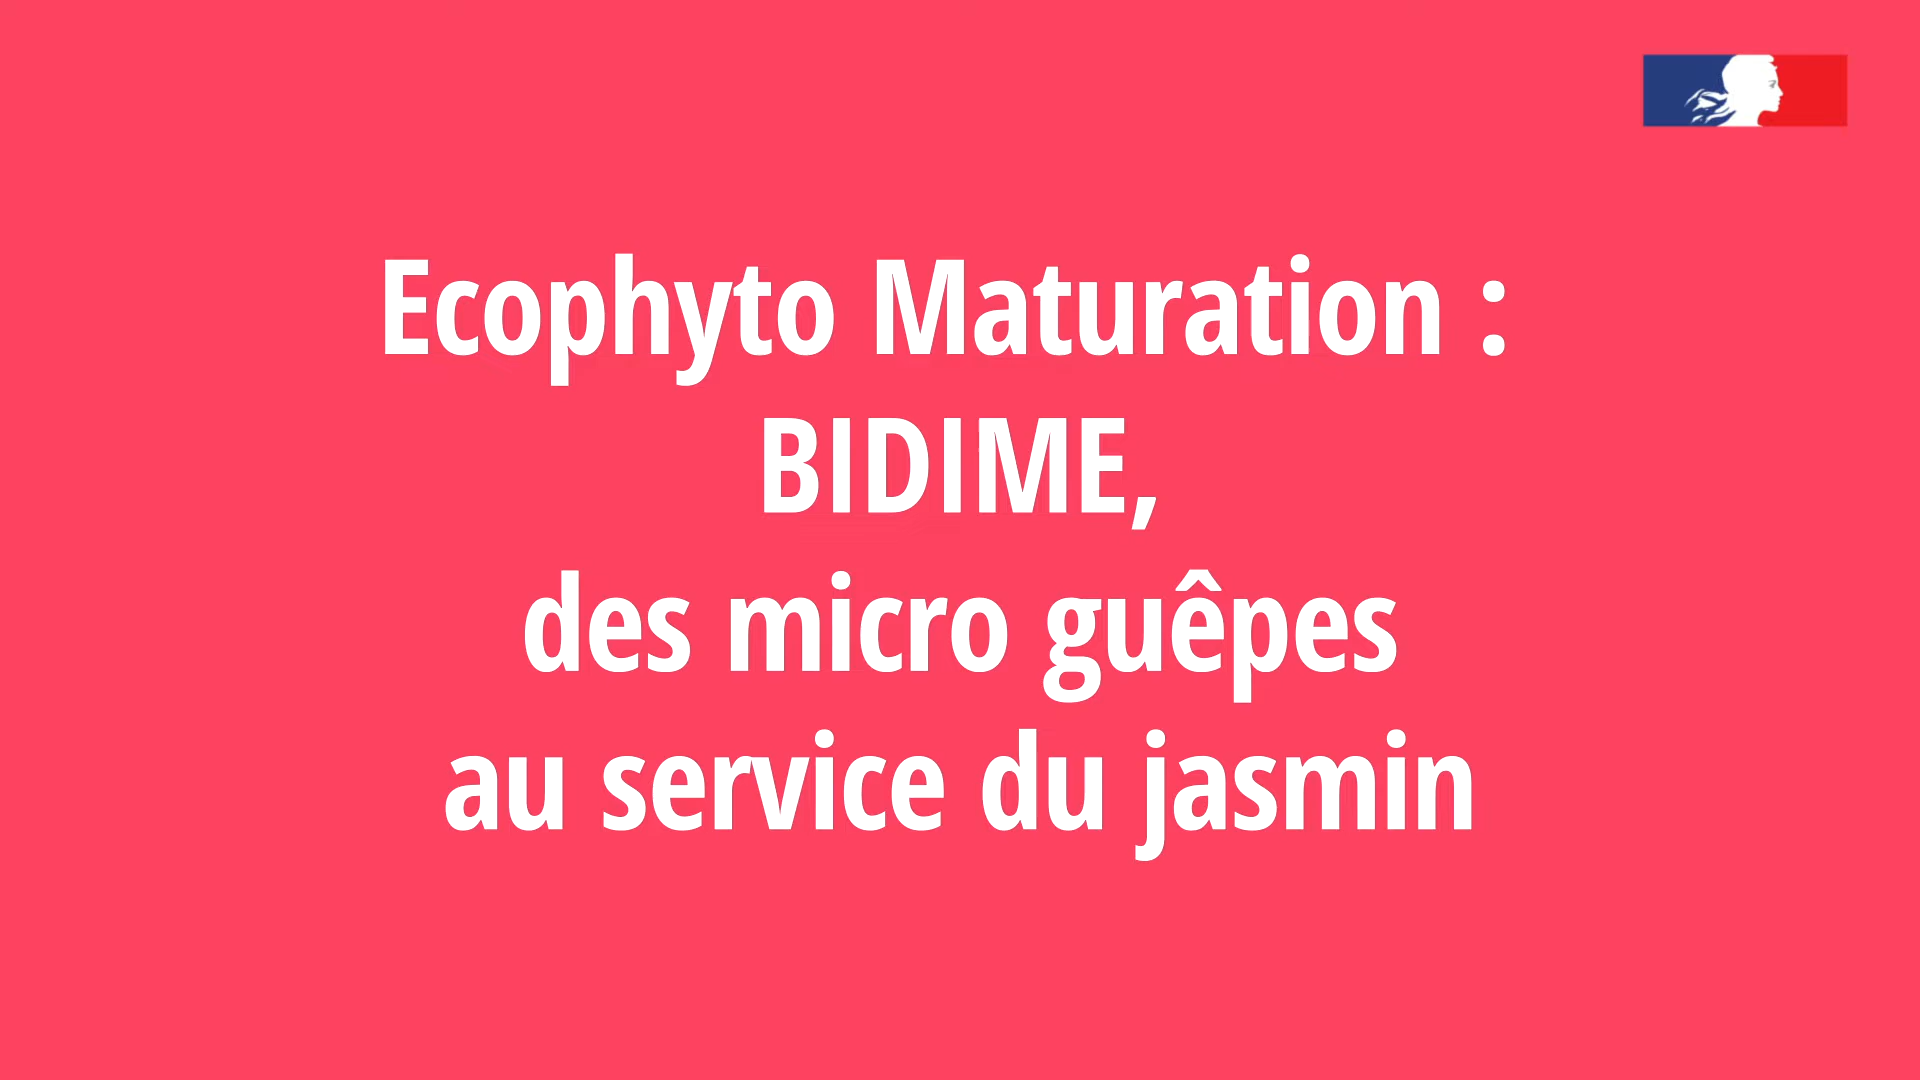 Ecophyto Maturation :
BIDIME,
des micro guêpes
au service du jasmin